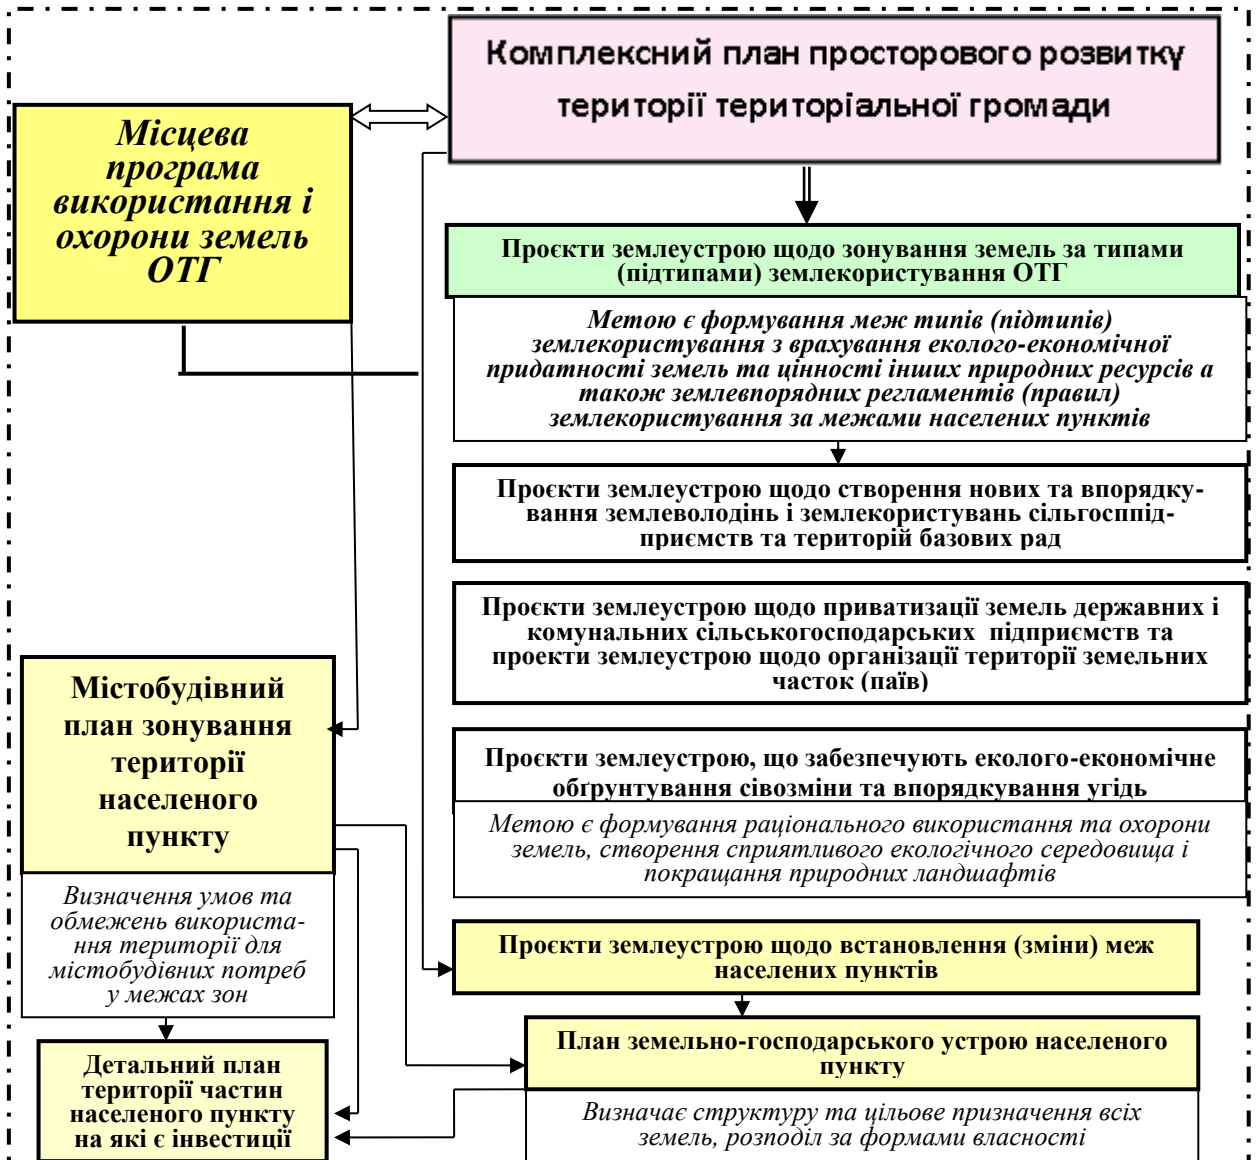 Комплексний план просторового розвитку
території територіальної громади
Місцева
програма
використання і
охорони земель
ОТГ
Проєкти землеустрою щодо зонування земель за типами
(підтипами) землекористування ОТГ
Метою є формування меж типів (підтипів)
землекористування з врахування еколого-економічної
придатності земель та цінності інших природних ресурсів а
також землевпорядних регламентів (правил)
землекористування за межами населених пунктів
Проєкти землеустрою щодо створення нових та впорядку-
вання землеволодінь і землекористувань сільгосппід-
приємств та територій базових рад
Проєкти землеустрою щодо приватизації земель державних і
комунальних сільськогосподарських підприємств та
проекти землеустрою щодо організації території земельних
часток (паїв)
Містобудівний
план зонування
території
населеного
пункту
Проєкти землеустрою, що забезпечують еколого-економічне
обґрунтування сівозміни та впорядкування угідь
Метою є формування раціонального використання та охорони
земель, створення сприятливого екологічного середовища і
покращання природних ландшафтів
Визначення умов та
обмежень використа-
ння території для
містобудівних потреб
у межах зон
Проєкти землеустрою щодо встановлення (зміни) меж
населених пунктів
План земельно-господарського устрою населеного
пункту
Визначає структуру та цільове призначення всіх
земель, розподіл за формами власності
Детальний план
території частин
населеного пункту
на які є інвестиції